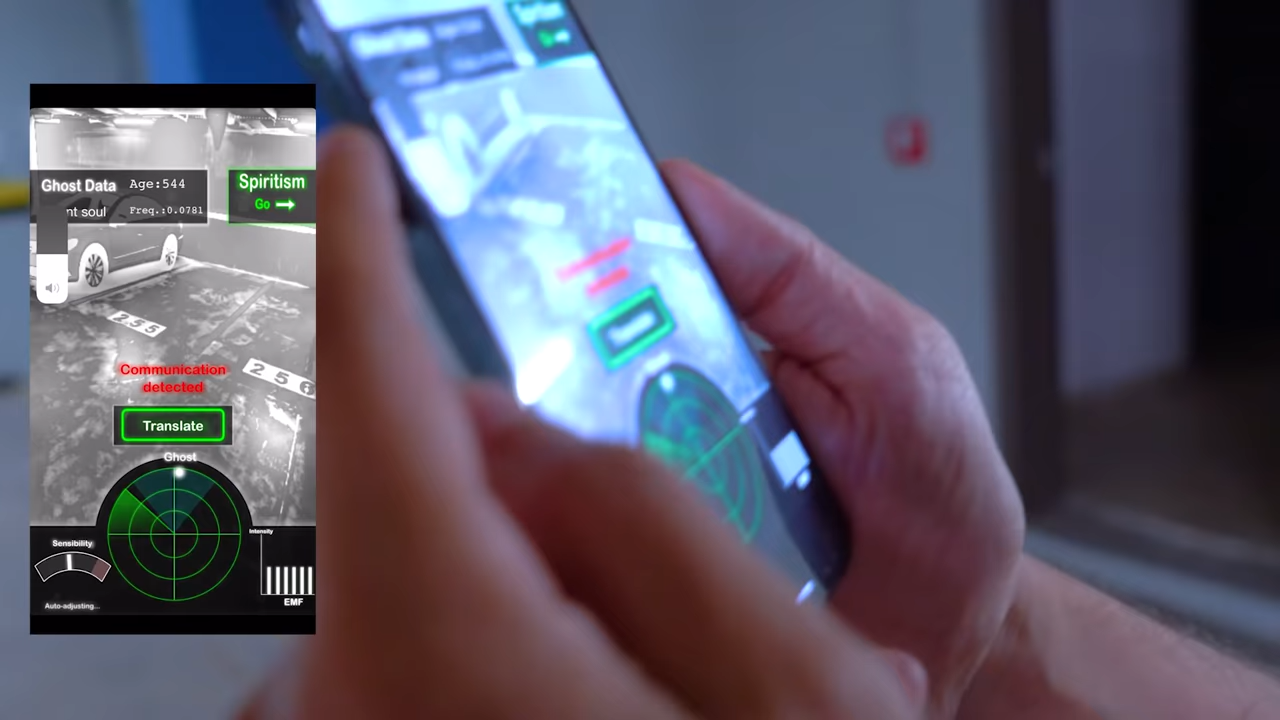 Ghost Data
Age:544
nt soul
Freq.:0.0781
Spiritism
Go
255
256
Communication
detected
Translate
Ghost
Sensibility
Auto-adjusting...
Intensity
EMF